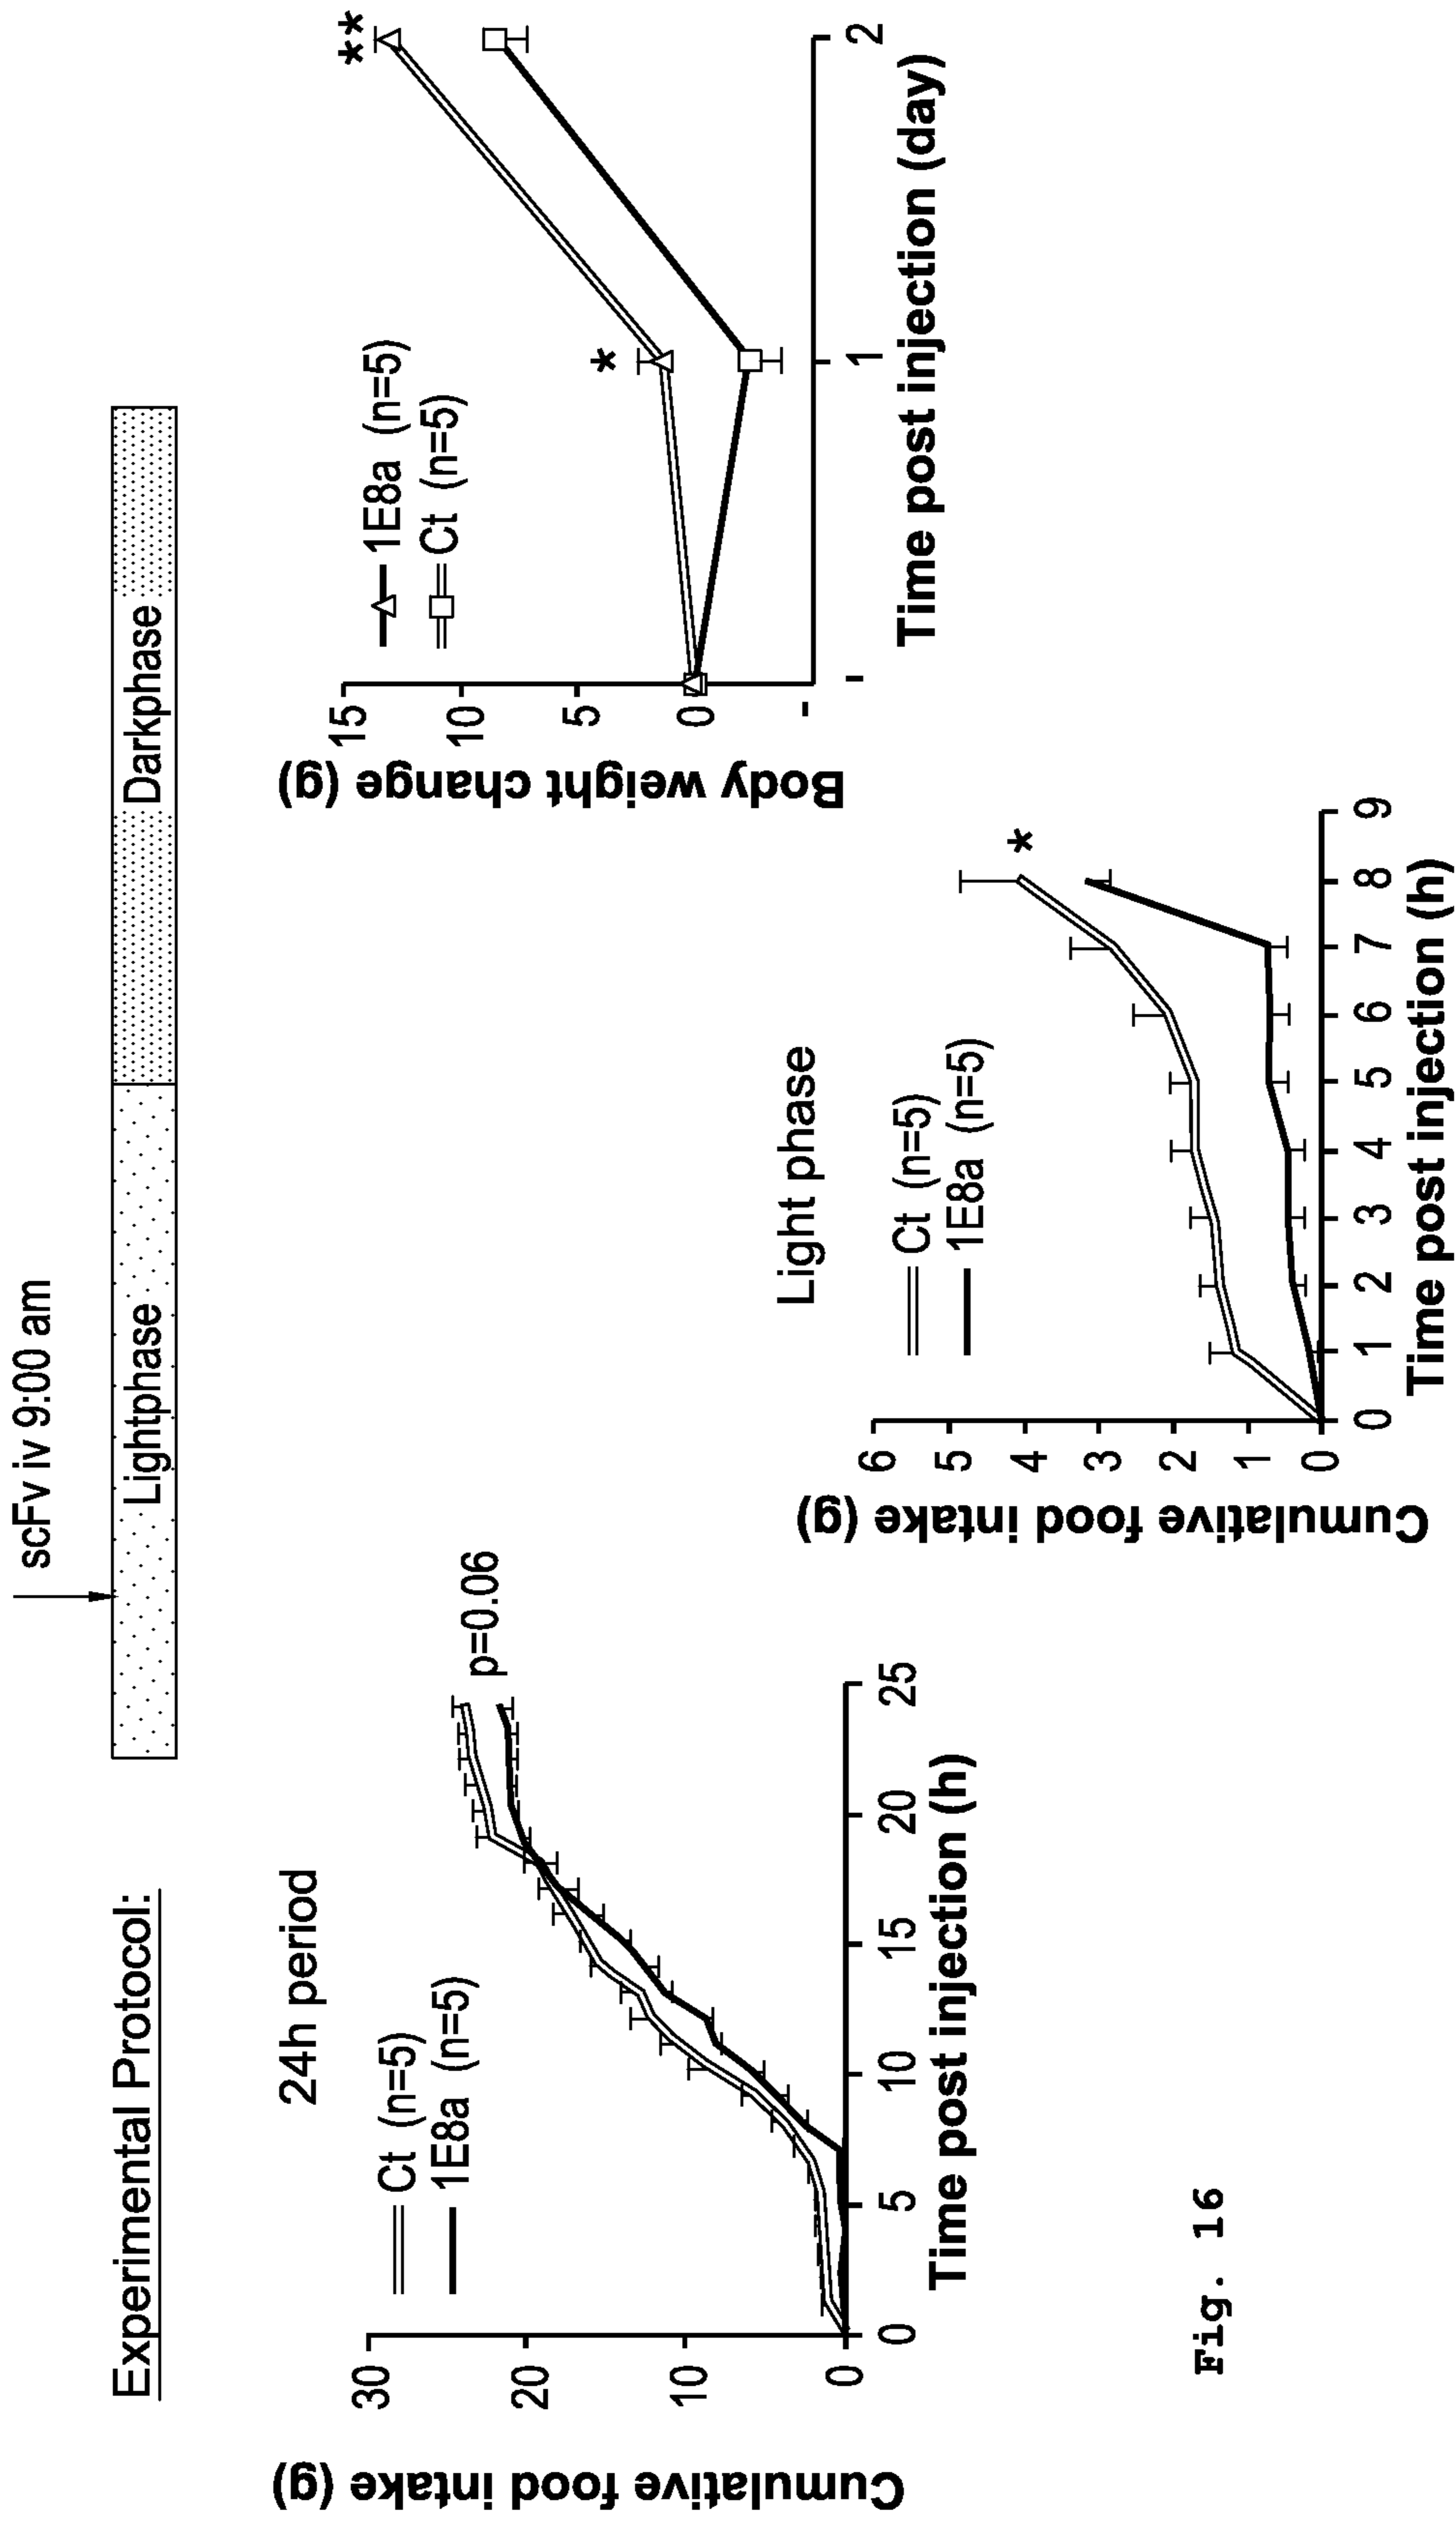 Experimental Protocol:
scFv iv 9:00 am
Lightphase
Darkphase
24h period
Ct (n=5)
1E8a (n=5)
p=0.06
30
20
10
0
Cumulative food intake (g)
0 5 10 15 20 25
Time post injection (h)
1E8a (n=5)
Ct (n=5)
*
**
15
10
5
0
-
Body weight change (g)
- 1 2
Time post injection (day)
Light phase
Ct (n=5)
1E8a (n=5)
*
6
5
4
3
2
1
0
Cumulative food intake (g)
0 1 2 3 4 5 6 7 8 9
Time post injection (h)
Fig. 16